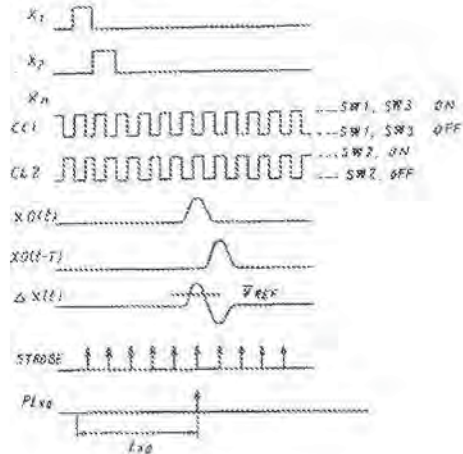 X1
X2
Xn
CL1 SW1, SW3 ON
SW1, SW3 OFF
CL2 SW2, ON
SW2, OFF
XO(t)
XO(t-T)
ΔX(t) VREF
STROBE
PLxo
txo